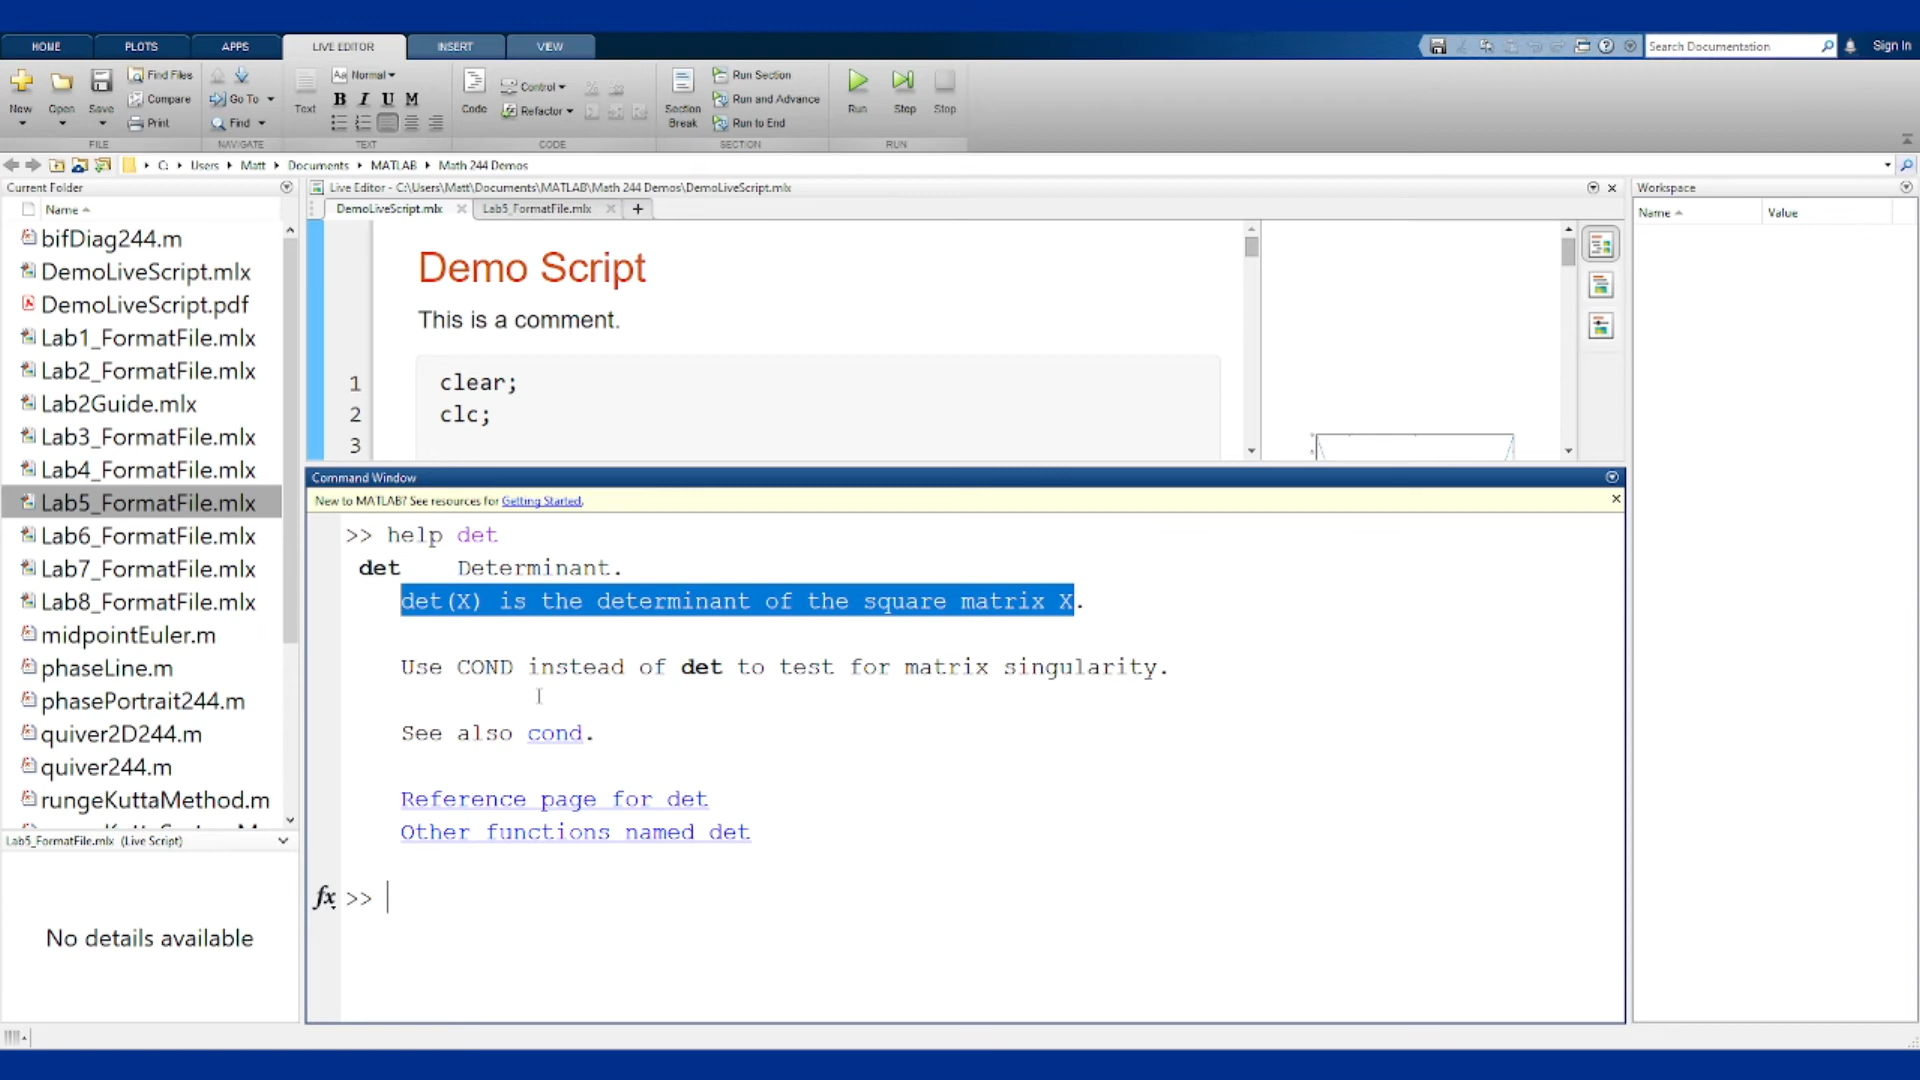 HOME
PLOTS
APPS
LIVE EDITOR
INSERT
VIEW
Search Documentation
Sign In
New
Open
Save
Find Files
Compare
Print
FILE
Go To
Find
NAVIGATE
Text
Aa Normal
B I U M
TEXT
Code
Control
Refactor
CODE
Section Break
Run Section
Run and Advance
Run to End
SECTION
Run
Step
Stop
RUN
C: Users Matt Documents MATLAB Math 244 Demos
Current Folder
Name
bifDiag244.m
DemoLiveScript.mlx
DemoLiveScript.pdf
Lab1_FormatFile.mlx
Lab2_FormatFile.mlx
Lab2Guide.mlx
Lab3_FormatFile.mlx
Lab4_FormatFile.mlx
Lab5_FormatFile.mlx
Lab6_FormatFile.mlx
Lab7_FormatFile.mlx
Lab8_FormatFile.mlx
midpointEuler.m
phaseLine.m
phasePortrait244.m
quiver2D244.m
quiver244.m
rungeKuttaMethod.m
Lab5_FormatFile.mlx (Live Script)
No details available
Live Editor - C:\Users\Matt\Documents\MATLAB\Math 244 Demos\DemoLiveScript.mlx
DemoLiveScript.mlx
Lab5_FormatFile.mlx
Demo Script
This is a comment.
1 clear;
2 clc;
3
Command Window
New to MATLAB? See resources for Getting Started.
>> help det
det Determinant.
det(X) is the determinant of the square matrix X.
Use COND instead of det to test for matrix singularity.
See also cond.
Reference page for det
Other functions named det
fx >>
Workspace
Name
Value